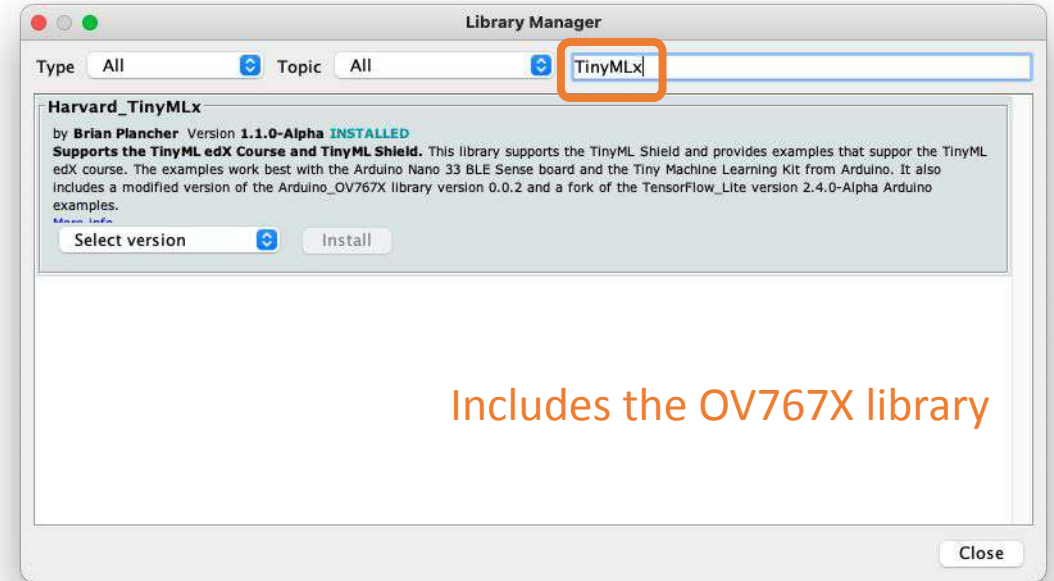 Library Manager
Type All Topic All TinyMLx
Harvard_TinyMLx
by Brian Plancher Version 1.1.0-Alpha INSTALLED
Supports the TinyML edX Course and TinyML Shield. This library supports the TinyML Shield and provides examples that suppor the TinyML
edX course. The examples work best with the Arduino Nano 33 BLE Sense board and the Tiny Machine Learning Kit from Arduino. It also
includes a modified version of the Arduino_OV767X library version 0.0.2 and a fork of the TensorFlow_Lite version 2.4.0-Alpha Arduino
examples.
More info
Select version Install
Includes the OV767X library
Close